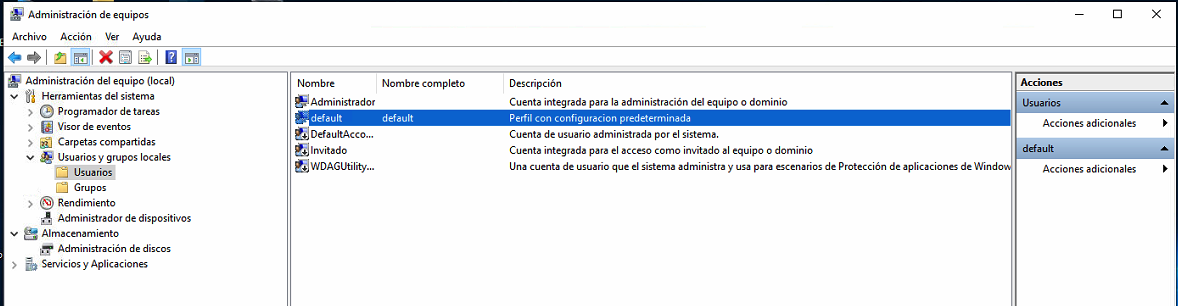 Administración de equipos
Archivo Acción Ver Ayuda
Administración del equipo (local)
Herramientas del sistema
Programador de tareas
Visor de eventos
Carpetas compartidas
Usuarios y grupos locales
Usuarios
Grupos
Rendimiento
Administrador de dispositivos
Almacenamiento
Administración de discos
Servicios y Aplicaciones
Nombre Nombre completo Descripción
Administrador Cuenta integrada para la administración del equipo o dominio
default default Perfil con configuracion predeterminada
DefaultAcco... Cuenta de usuario administrada por el sistema.
Invitado Cuenta integrada para el acceso como invitado al equipo o dominio
WDAGUtility... Una cuenta de usuario que el sistema administra y usa para escenarios de Protección de aplicaciones de Window
Acciones
Usuarios
Acciones adicionales
default
Acciones adicionales